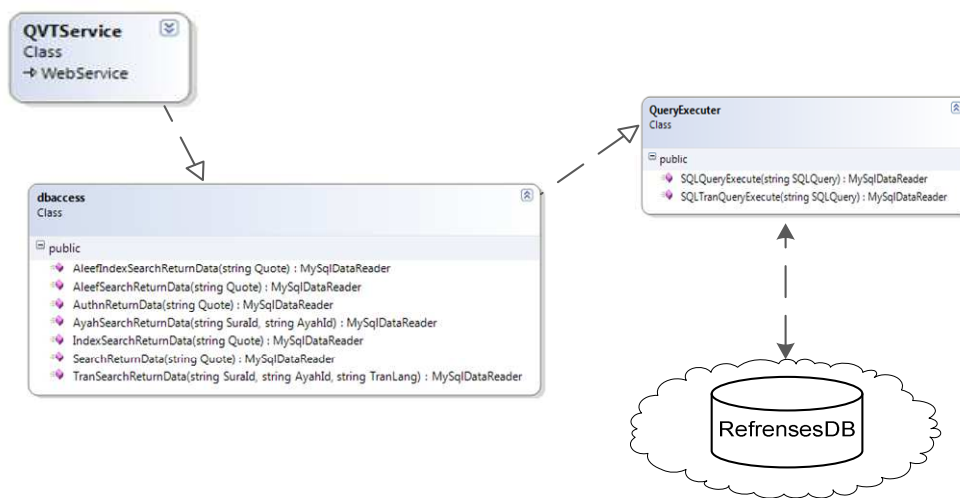 QVTService
Class
WebService
QueryExecuter
Class
public
SQLQueryExecute(string SQLQuery) : MySqlDataReader
SQLTranQueryExecute(string SQLQuery) : MySqlDataReader
dbaccess
Class
public
AleefIndexSearchReturnData(string Quote) : MySqlDataReader
AleefSearchReturnData(string Quote) : MySqlDataReader
AuthnReturnData(string Quote) : MySqlDataReader
AyahSearchReturnData(string SuraId, string AyahId) : MySqlDataReader
IndexSearchReturnData(string Quote) : MySqlDataReader
SearchReturnData(string Quote) : MySqlDataReader
TranSearchReturnData(string SuraId, string AyahId, string TranLang) : MySqlDataReader
RefrensesDB